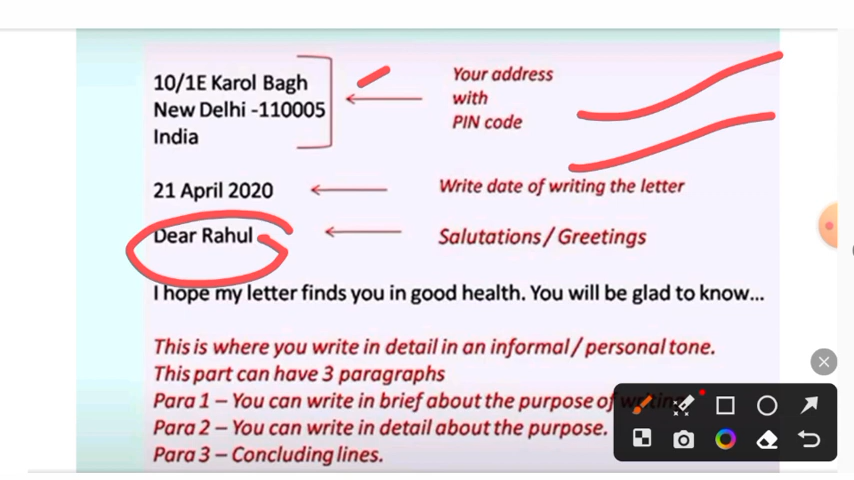 10/1E Karol Bagh
New Delhi -110005
India
Your address
with
PIN code
21 April 2020
Write date of writing the letter
Dear Rahul
Salutations / Greetings
I hope my letter finds you in good health. You will be glad to know...
This is where you write in detail in an informal / personal tone.
This part can have 3 paragraphs
Para 1 – You can write in brief about the purpose of writing
Para 2 – You can write in detail about the purpose.
Para 3 – Concluding lines.